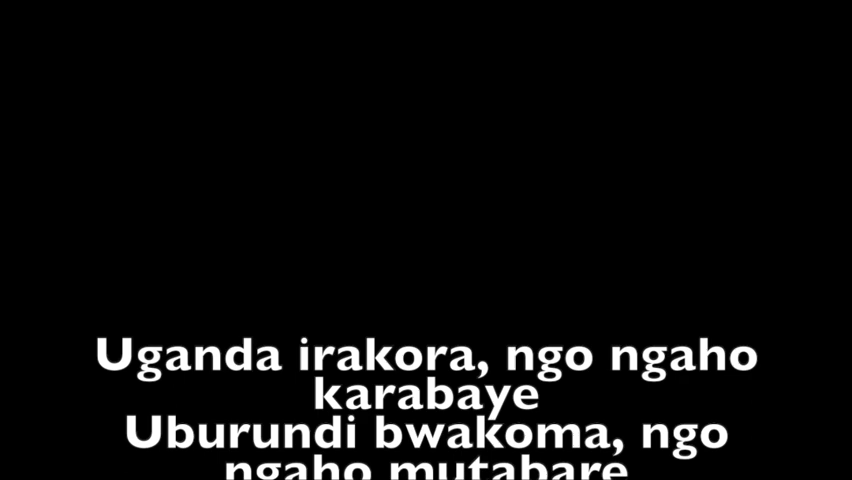 Uganda irakora, ngo ngaho
karabaye
Uburundi bwakoma, ngo
ngaho mutabare